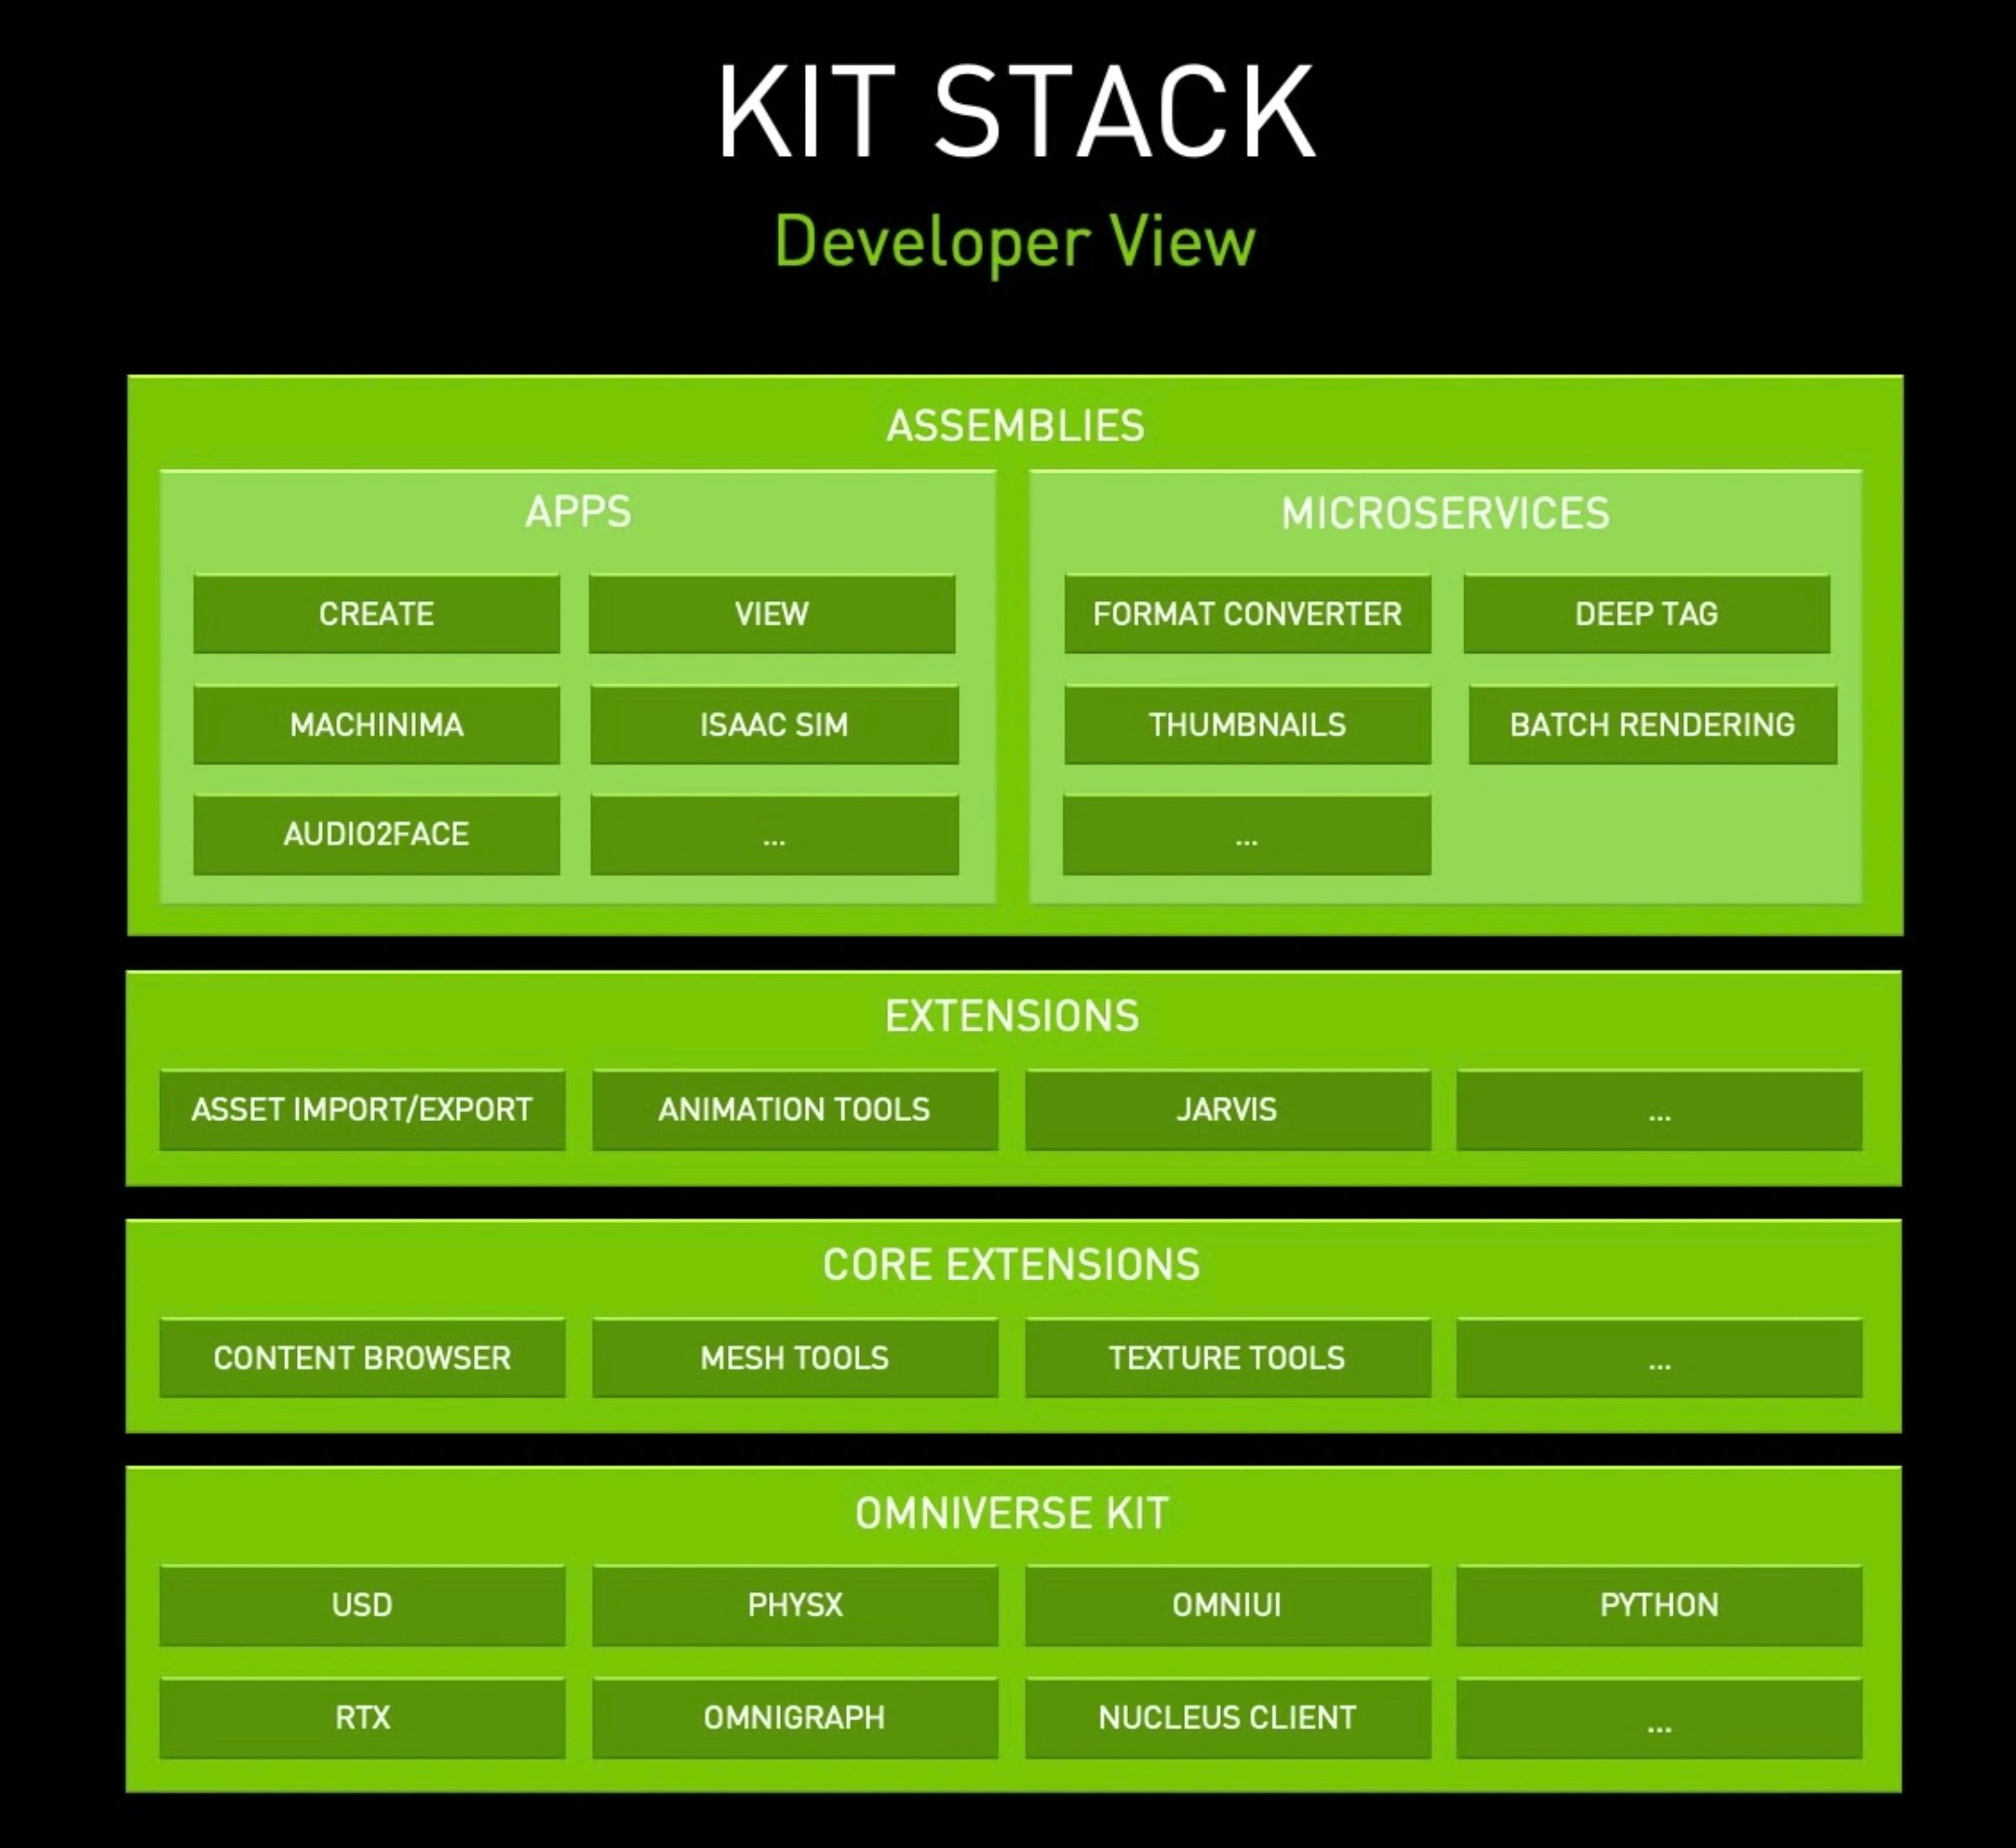 KIT STACK
Developer View
ASSEMBLIES
APPS
CREATE
VIEW
MACHINIMA
ISAAC SIM
AUDIO2FACE
...
MICROSERVICES
FORMAT CONVERTER
DEEP TAG
THUMBNAILS
BATCH RENDERING
...
EXTENSIONS
ASSET IMPORT/EXPORT
ANIMATION TOOLS
JARVIS
...
CORE EXTENSIONS
CONTENT BROWSER
MESH TOOLS
TEXTURE TOOLS
...
OMNIVERSE KIT
USD
PHYSX
OMNIUI
PYTHON
RTX
OMNIGRAPH
NUCLEUS CLIENT
...